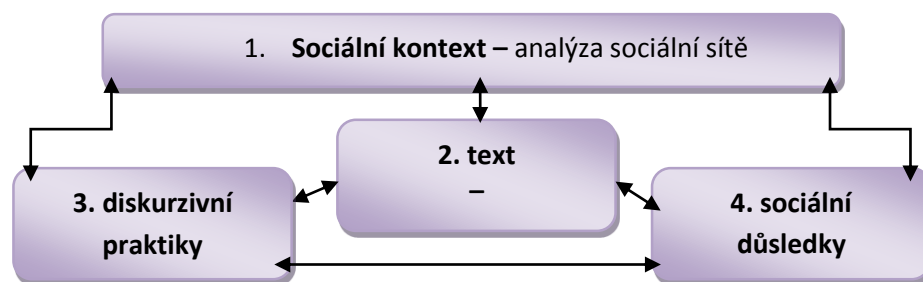 1. Sociální kontext – analýza sociální sítě
2. text
–
3. diskurzivní
praktiky
4. sociální
důsledky